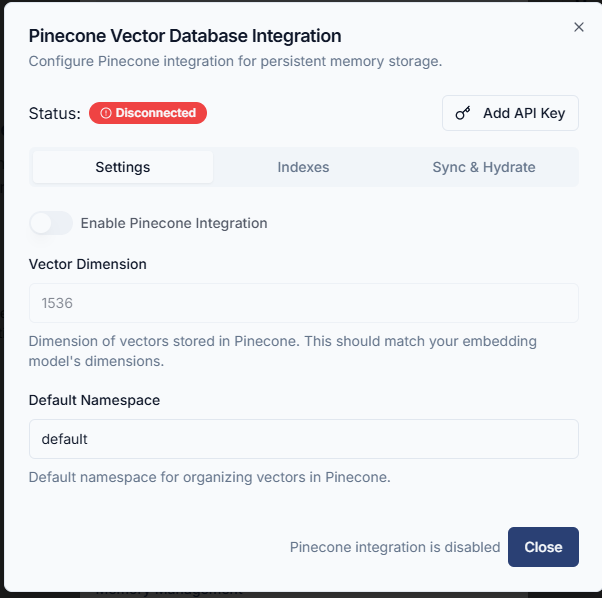 Pinecone Vector Database Integration
Configure Pinecone integration for persistent memory storage.
Status: Disconnected
Add API Key
Settings Indexes Sync & Hydrate
Enable Pinecone Integration
Vector Dimension
1536
Dimension of vectors stored in Pinecone. This should match your embedding
model's dimensions.
Default Namespace
default
Default namespace for organizing vectors in Pinecone.
Pinecone integration is disabled Close
Memory Management